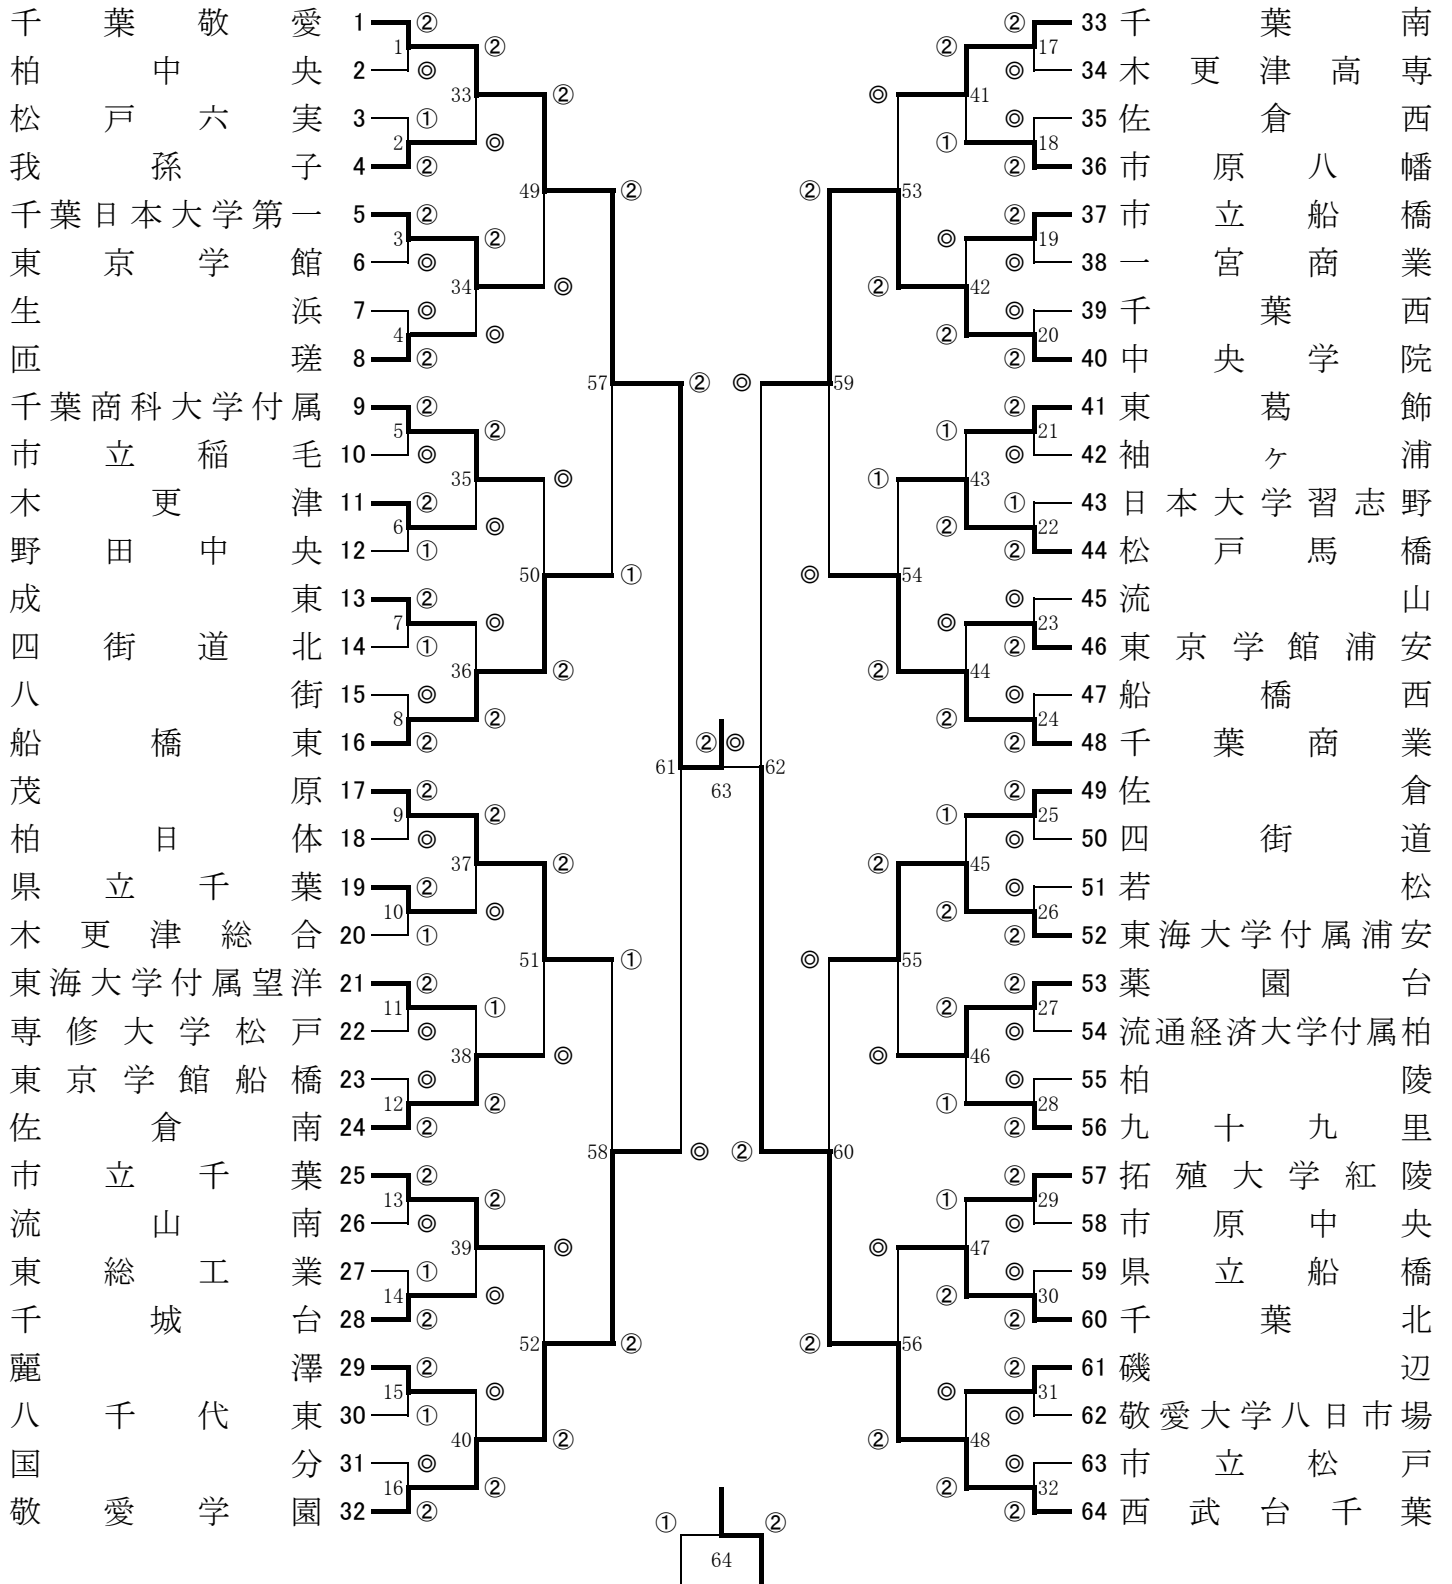 千葉敬愛 1 ② ② 33 千葉南
1 ② ② 17
柏中央 2 ◎ ◎ 34 木更津高専
33 ② ◎ 41
松戸六実 3 ① ◎ 35 佐倉西
2 ◎ ① 18
我孫子 4 ② ② 36 市原八幡
49 ② ② 53
千葉日本大学第一 5 ② ② 37 市立船橋
3 ② ◎ 19
東京学館 6 ◎ ◎ 38 一宮商業
34 ◎ ② 42
生浜 7 ◎ ◎ 39 千葉西
4 ◎ ② 20
匝瑳 8 ② ② 40 中央学院
57 ② ◎ 59
千葉商科大学付属 9 ② ② 41 東葛飾
5 ② ① 21
市立稲毛 10 ◎ ◎ 42 袖ヶ浦
35 ◎ ① 43
木更津 11 ② ① 43 日本大学習志野
6 ◎ ② 22
野田中央 12 ① ② 44 松戸馬橋
50 ① ◎ 54
成東 13 ② ◎ 45 流山
7 ◎ ◎ 23
四街道北 14 ① ② 46 東京学館浦安
36 ② ② 44
八街 15 ◎ ◎ 47 船橋西
8 ② ② 24
船橋東 16 ② ② 48 千葉商業
61 ② ◎ 62
63
茂原 17 ② ② 49 佐倉
9 ② ① 25
柏日体 18 ◎ ◎ 50 四街道
37 ② ② 45
県立千葉 19 ② ◎ 51 若松
10 ◎ ② 26
木更津総合 20 ① ② 52 東海大学付属浦安
51 ① ◎ 55
東海大学付属望洋 21 ② ② 53 薬園台
11 ① ② 27
専修大学松戸 22 ◎ ◎ 54 流通経済大学付属柏
38 ◎ ◎ 46
東京学館船橋 23 ◎ ◎ 55 柏陵
12 ② ① 28
佐倉南 24 ② ② 56 九十九里
58 ◎ ② 60
市立千葉 25 ② ② 57 拓殖大学紅陵
13 ② ① 29
流山南 26 ◎ ◎ 58 市原中央
39 ◎ ◎ 47
東総工業 27 ① ◎ 59 県立船橋
14 ◎ ② 30
千城台 28 ② ② 60 千葉北
52 ② ② 56
麗澤 29 ② ② 61 磯辺
15 ◎ ◎ 31
八千代東 30 ① ◎ 62 敬愛大学八日市場
40 ② ② 48
国分 31 ◎ ◎ 63 市立松戸
16 ② ② 32
敬愛学園 32 ② ② 64 西武台千葉
① ②
64